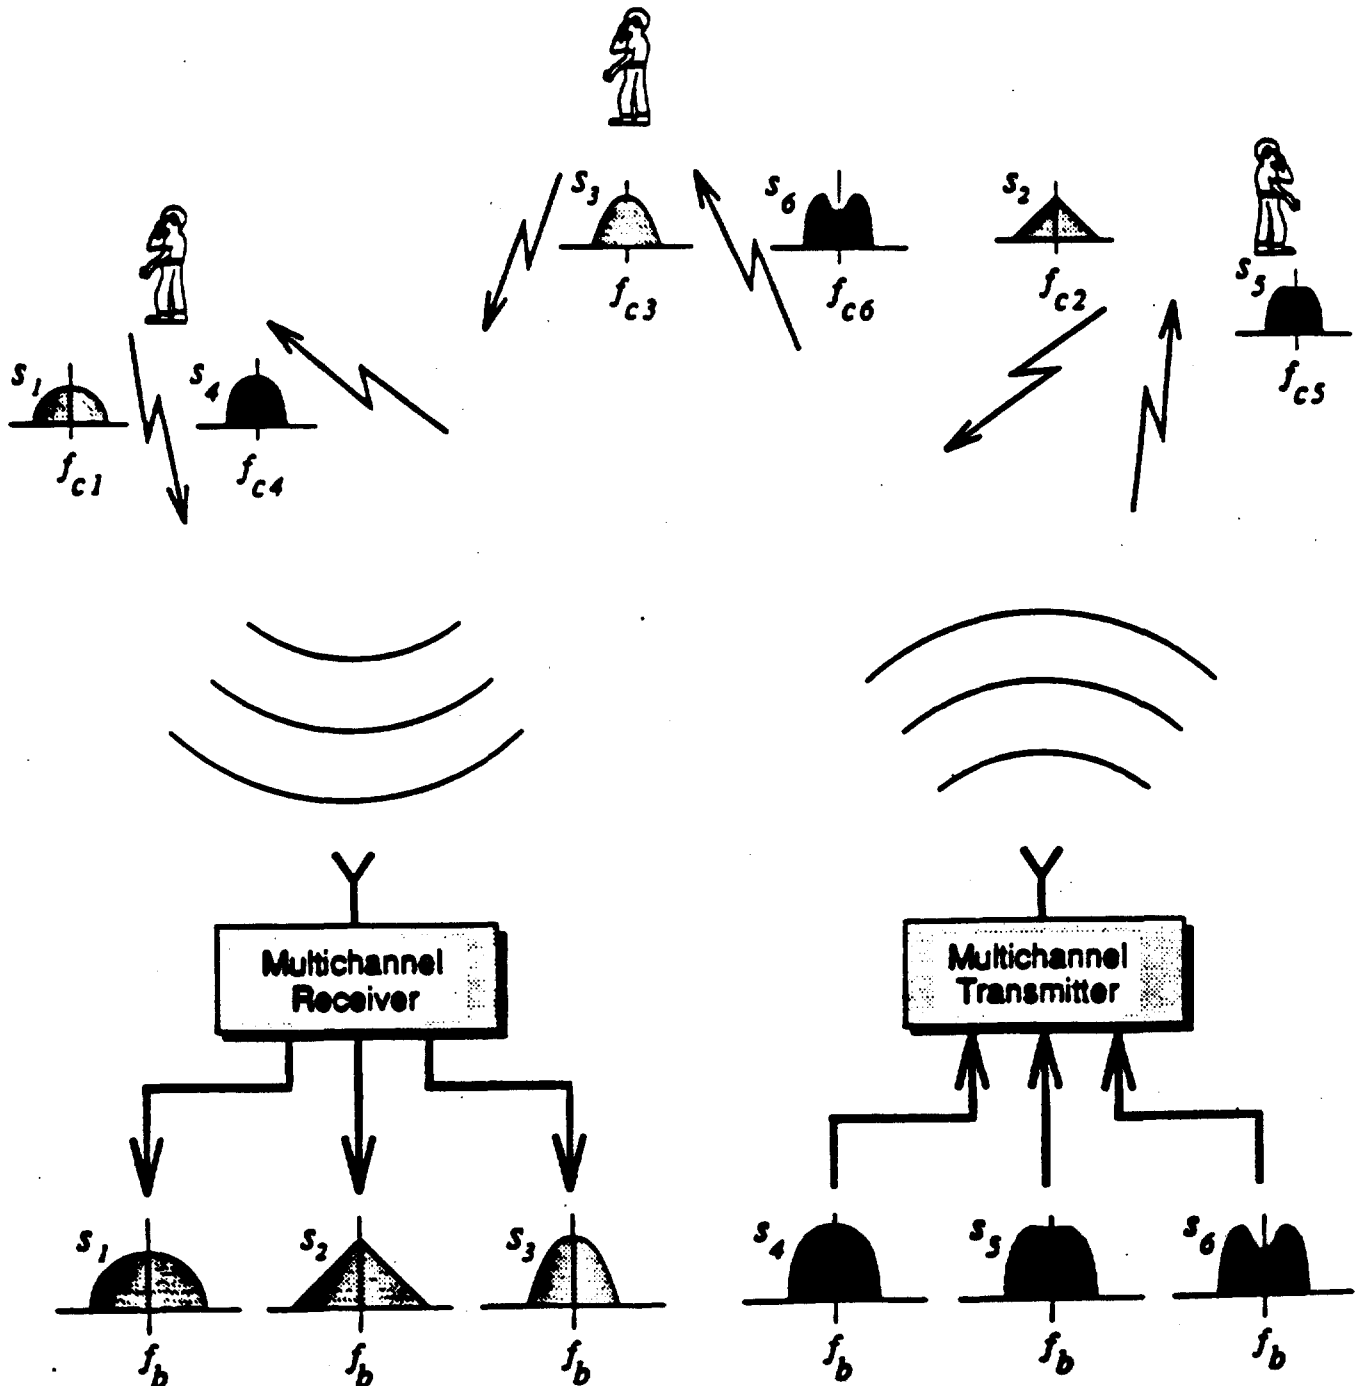 s3
s6
s2
s5
fc3
fc6
fc2
fc5
s1
s4
fc1
fc4
Multichannel
Receiver
Multichannel
Transmitter
s1
s2
s3
s4
s5
s6
fb
fb
fb
fb
fb
fb